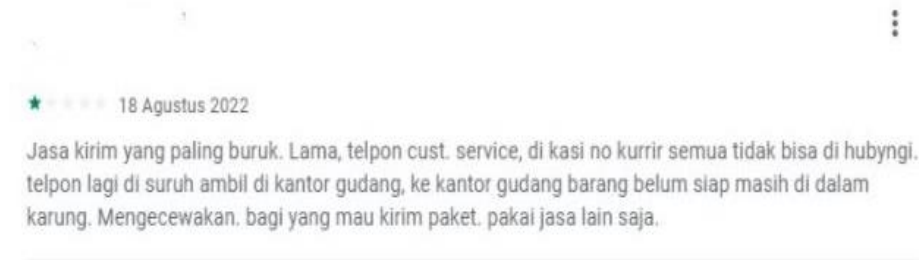 18 Agustus 2022
Jasa kirim yang paling buruk. Lama, telpon cust. service, di kasi no kurrir semua tidak bisa di hubyngi.
telpon lagi di suruh ambil di kantor gudang, ke kantor gudang barang belum siap masih di dalam
karung. Mengecewakan. bagi yang mau kirim paket. pakai jasa lain saja.